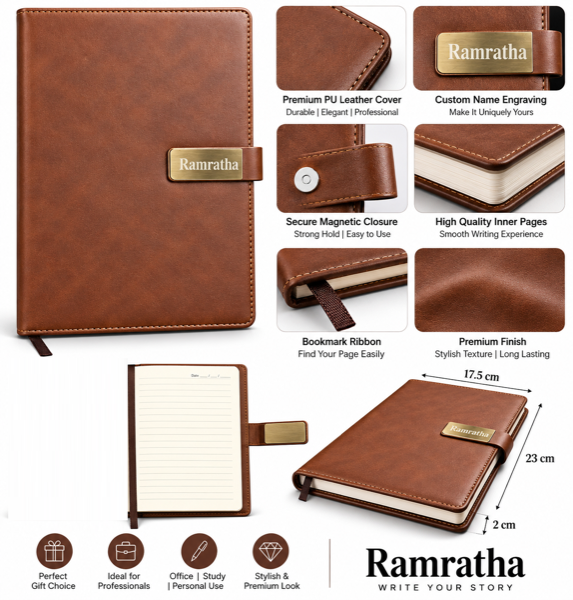 Ramratha
Ramratha
Premium PU Leather Cover
Durable | Elegant | Professional
Custom Name Engraving
Make It Uniquely Yours
Secure Magnetic Closure
Strong Hold | Easy to Use
High Quality Inner Pages
Smooth Writing Experience
Bookmark Ribbon
Find Your Page Easily
Premium Finish
Stylish Texture | Long Lasting
17.5 cm
Ramratha
23 cm
2 cm
Perfect
Gift Choice
Ideal for
Professionals
Office | Study
| Personal Use
Stylish &
Premium Look
Ramratha
WRITE YOUR STORY